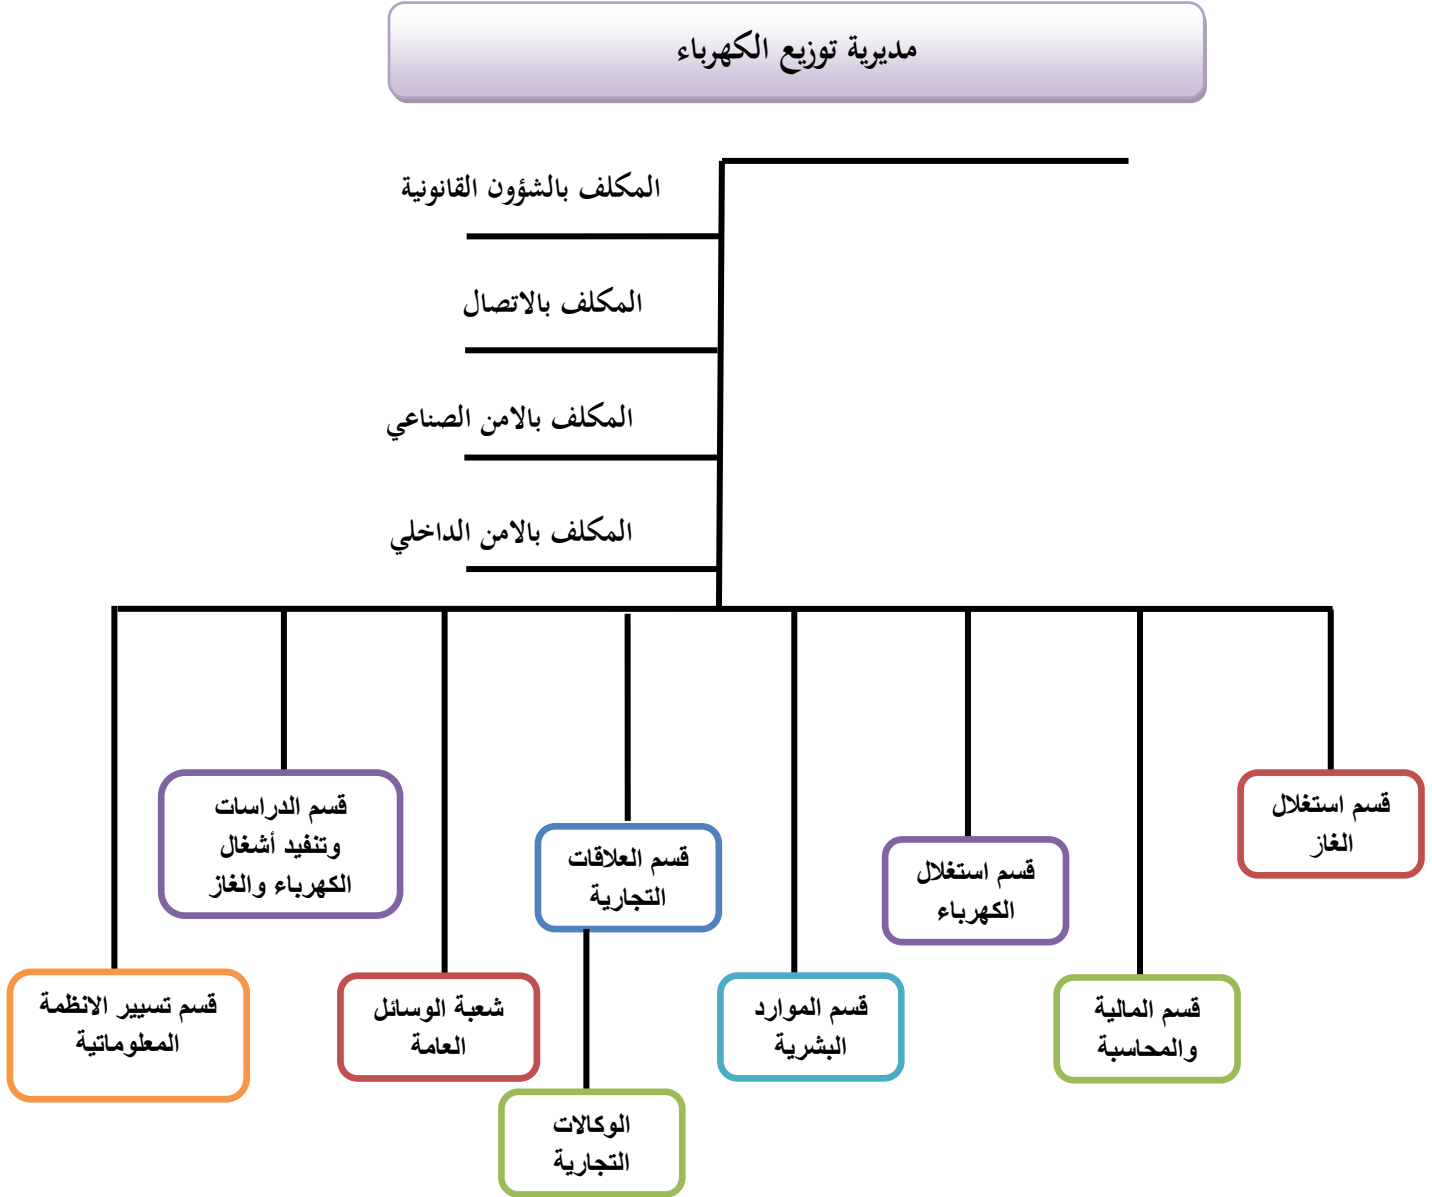 مديرية توزيع الكهرباء
المكلف بالشؤون القانونية
المكلف بالاتصال
المكلف بالامن الصناعي
المكلف بالامن الداخلي
قسم استغلال
الغاز
قسم المالية
والمحاسبة
قسم استغلال
الكهرباء
قسم الموارد
البشرية
قسم العلاقات
التجارية
الوكالات
التجارية
شعبة الوسائل
العامة
قسم الدراسات
وتنفيد أشغال
الكهرباء والغاز
قسم تسيير الانظمة
المعلوماتية